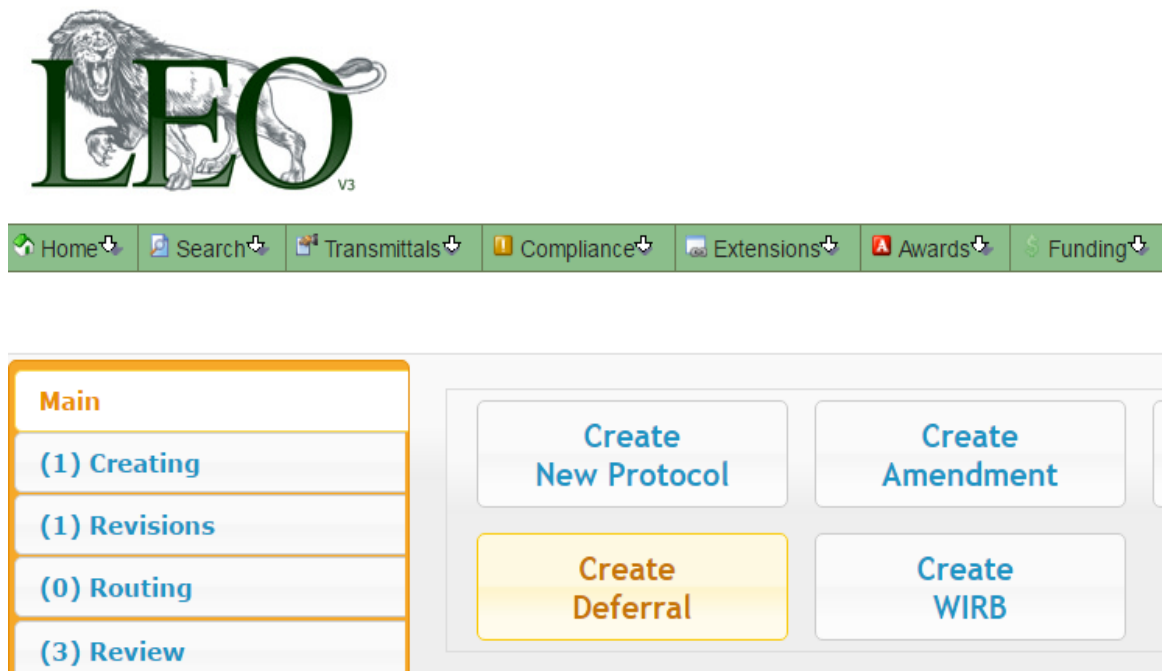 LEO
V3
Home Search Transmittals Compliance Extensions Awards Funding
Main
(1) Creating
(1) Revisions
(0) Routing
(3) Review
Create
New Protocol
Create
Amendment
Create
Deferral
Create
WIRB